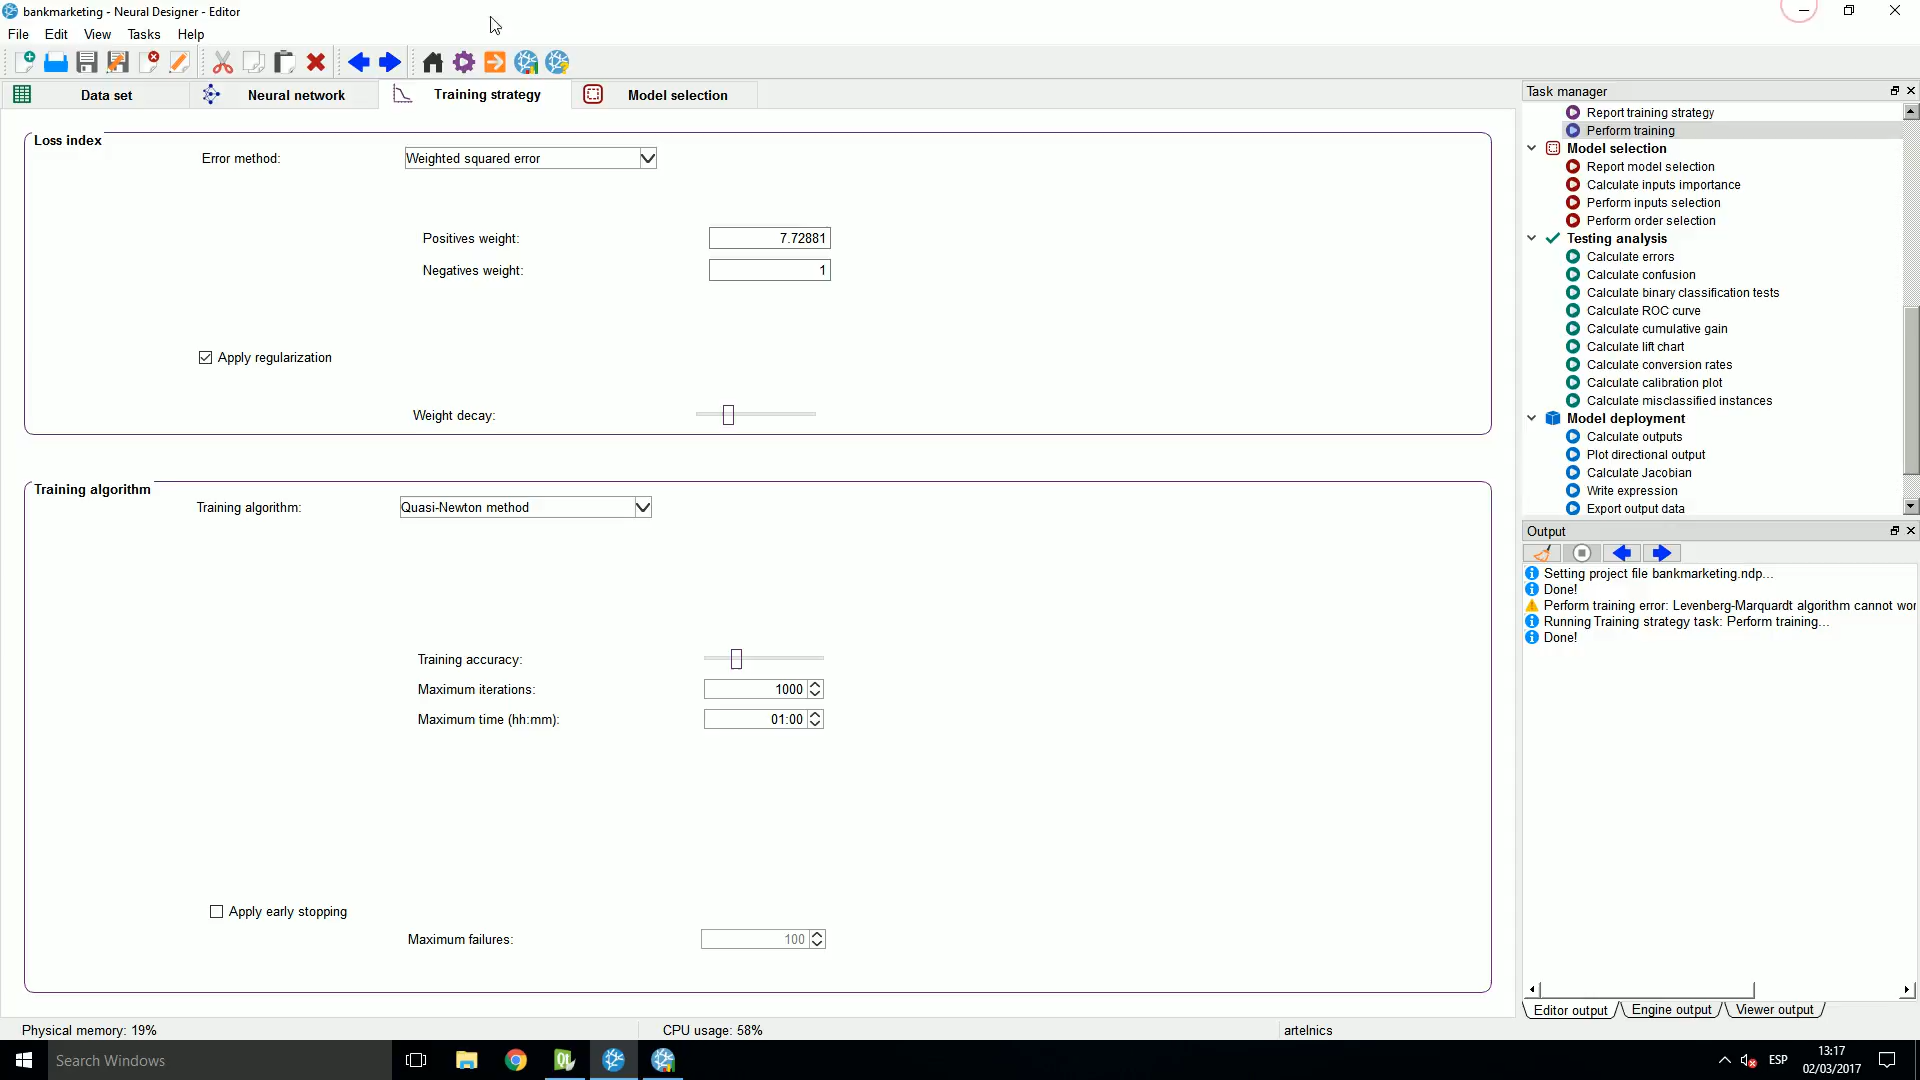 bankmarketing - Neural Designer - Editor
File Edit View Tasks Help
Data set Neural network Training strategy Model selection
Loss index
Error method: Weighted squared error
Positives weight: 7.72881
Negatives weight: 1
Apply regularization
Weight decay:
Training algorithm
Training algorithm: Quasi-Newton method
Training accuracy:
Maximum iterations: 1000
Maximum time (hh:mm): 01:00
Apply early stopping
Maximum failures: 100
Task manager
Report training strategy
Perform training
Model selection
Report model selection
Calculate inputs importance
Perform inputs selection
Perform order selection
Testing analysis
Calculate errors
Calculate confusion
Calculate binary classification tests
Calculate ROC curve
Calculate cumulative gain
Calculate lift chart
Calculate conversion rates
Calculate calibration plot
Calculate misclassified instances
Model deployment
Calculate outputs
Plot directional output
Calculate Jacobian
Write expression
Export output data
Output
Setting project file bankmarketing.ndp...
Done!
Perform training error: Levenberg-Marquardt algorithm cannot wor
Running Training strategy task: Perform training...
Done!
Editor output Engine output Viewer output
Physical memory: 19% CPU usage: 58% artelnics
Search Windows
ESP
13:17
02/03/2017